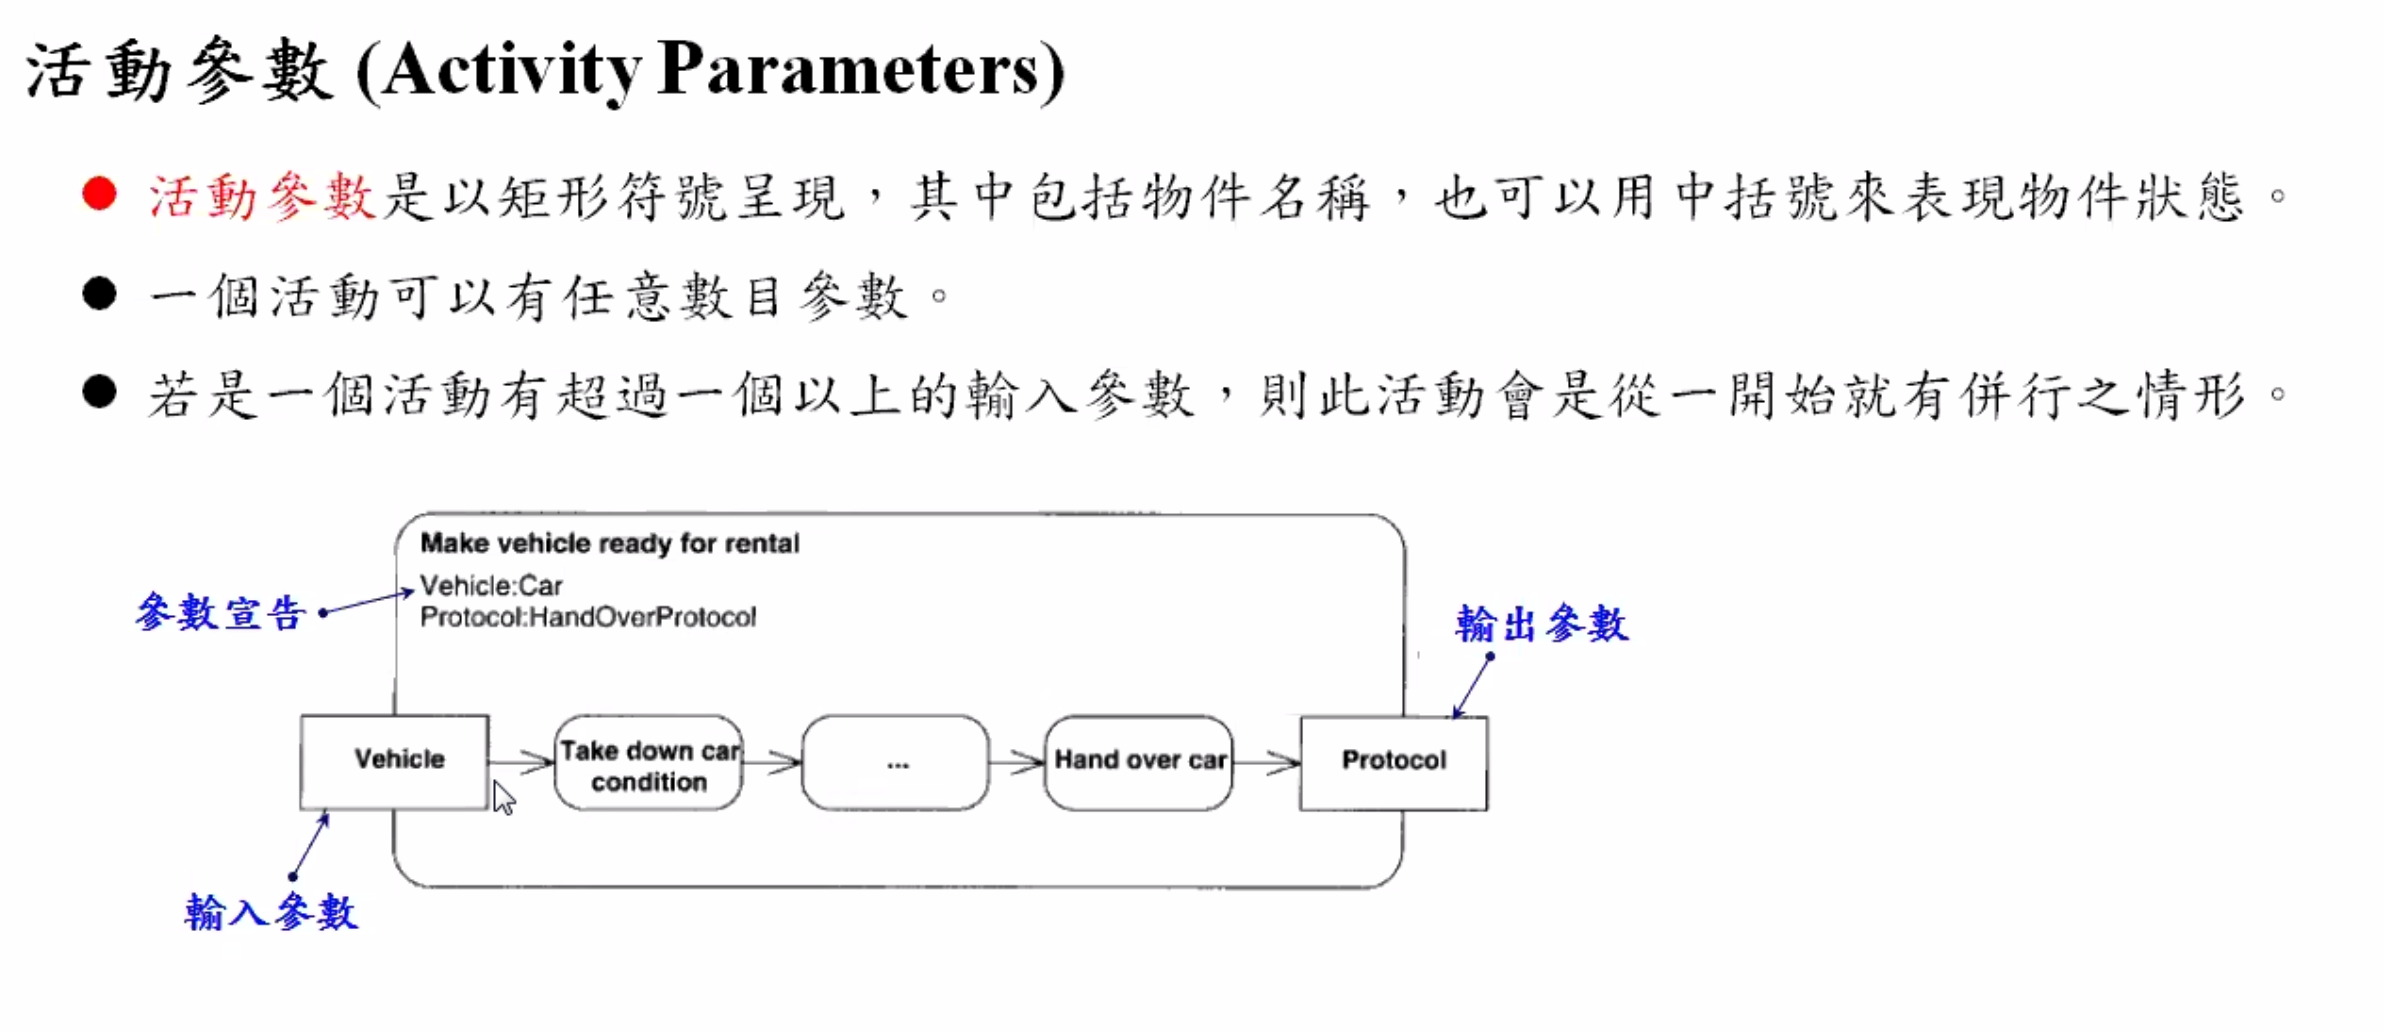 活動參數 (Activity Parameters)
活動參數是以矩形符號呈現，其中包括物件名稱，也可以用中括號來表現物件狀態。
一個活動可以有任意數目參數。
若是一個活動有超過一個以上的輸入參數，則此活動會是從一開始就有併行之情形。
Make vehicle ready for rental
Vehicle:Car
Protocol:HandOverProtocol
參數宣告
輸出參數
Vehicle
Take down car
condition
...
Hand over car
Protocol
輸入參數